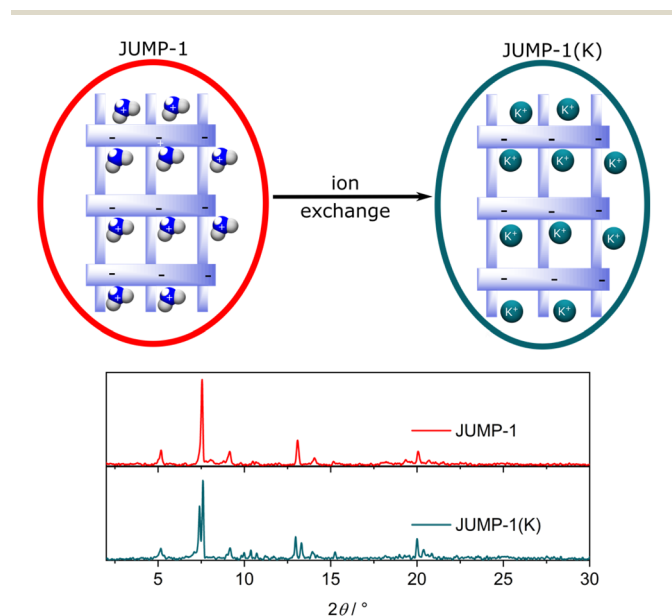 JUMP-1
JUMP-1(K)
+ + + + + + + + + + +
- - -
- - -
- - -
K⁺ K⁺
K⁺ K⁺ K⁺
K⁺ K⁺ K⁺
K⁺ K⁺
- - -
- - -
- - -
ion
exchange
JUMP-1
JUMP-1(K)
5 10 15 20 25 30
2θ/ °